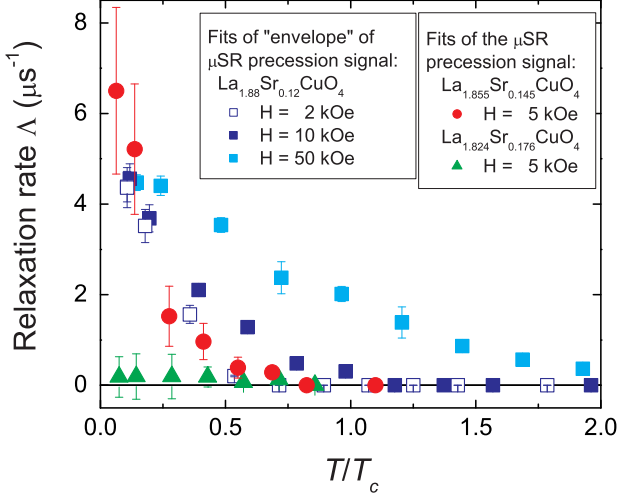 Relaxation rate Λ (μs⁻¹)
8
6
4
2
0
Fits of "envelope" of
μSR precession signal:
La₁.₈₈Sr₀.₁₂CuO₄
H = 2 kOe
H = 10 kOe
H = 50 kOe
Fits of the μSR
precession signal:
La₁.₈₅₅Sr₀.₁₄₅CuO₄
H = 5 kOe
La₁.₈₂₄Sr₀.₁₇₆CuO₄
H = 5 kOe
0.0 0.5 1.0 1.5 2.0
T/T_c